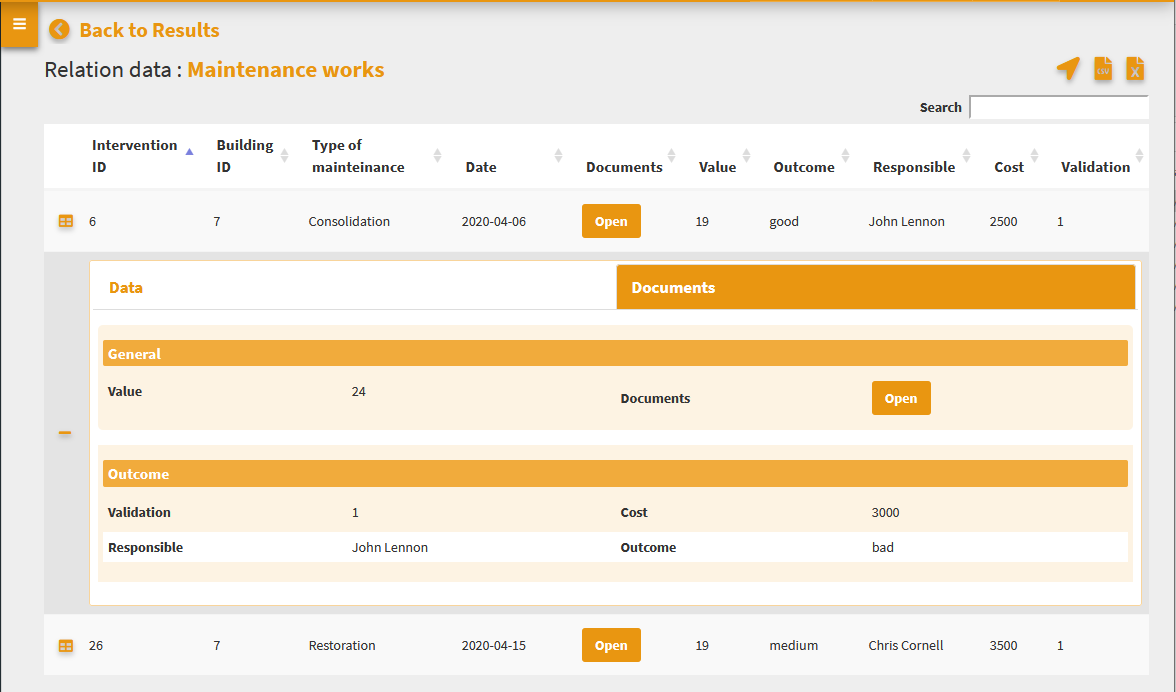 Back to Results
Relation data : Maintenance works
CSV
X
Search
Intervention ID Building ID Type of mainteinance Date Documents Value Outcome Responsible Cost Validation
6 7 Consolidation 2020-04-06 Open 19 good John Lennon 2500 1
Data Documents
General
Value 24 Documents Open
Outcome
Validation 1 Cost 3000
Responsible John Lennon Outcome bad
26 7 Restoration 2020-04-15 Open 19 medium Chris Cornell 3500 1